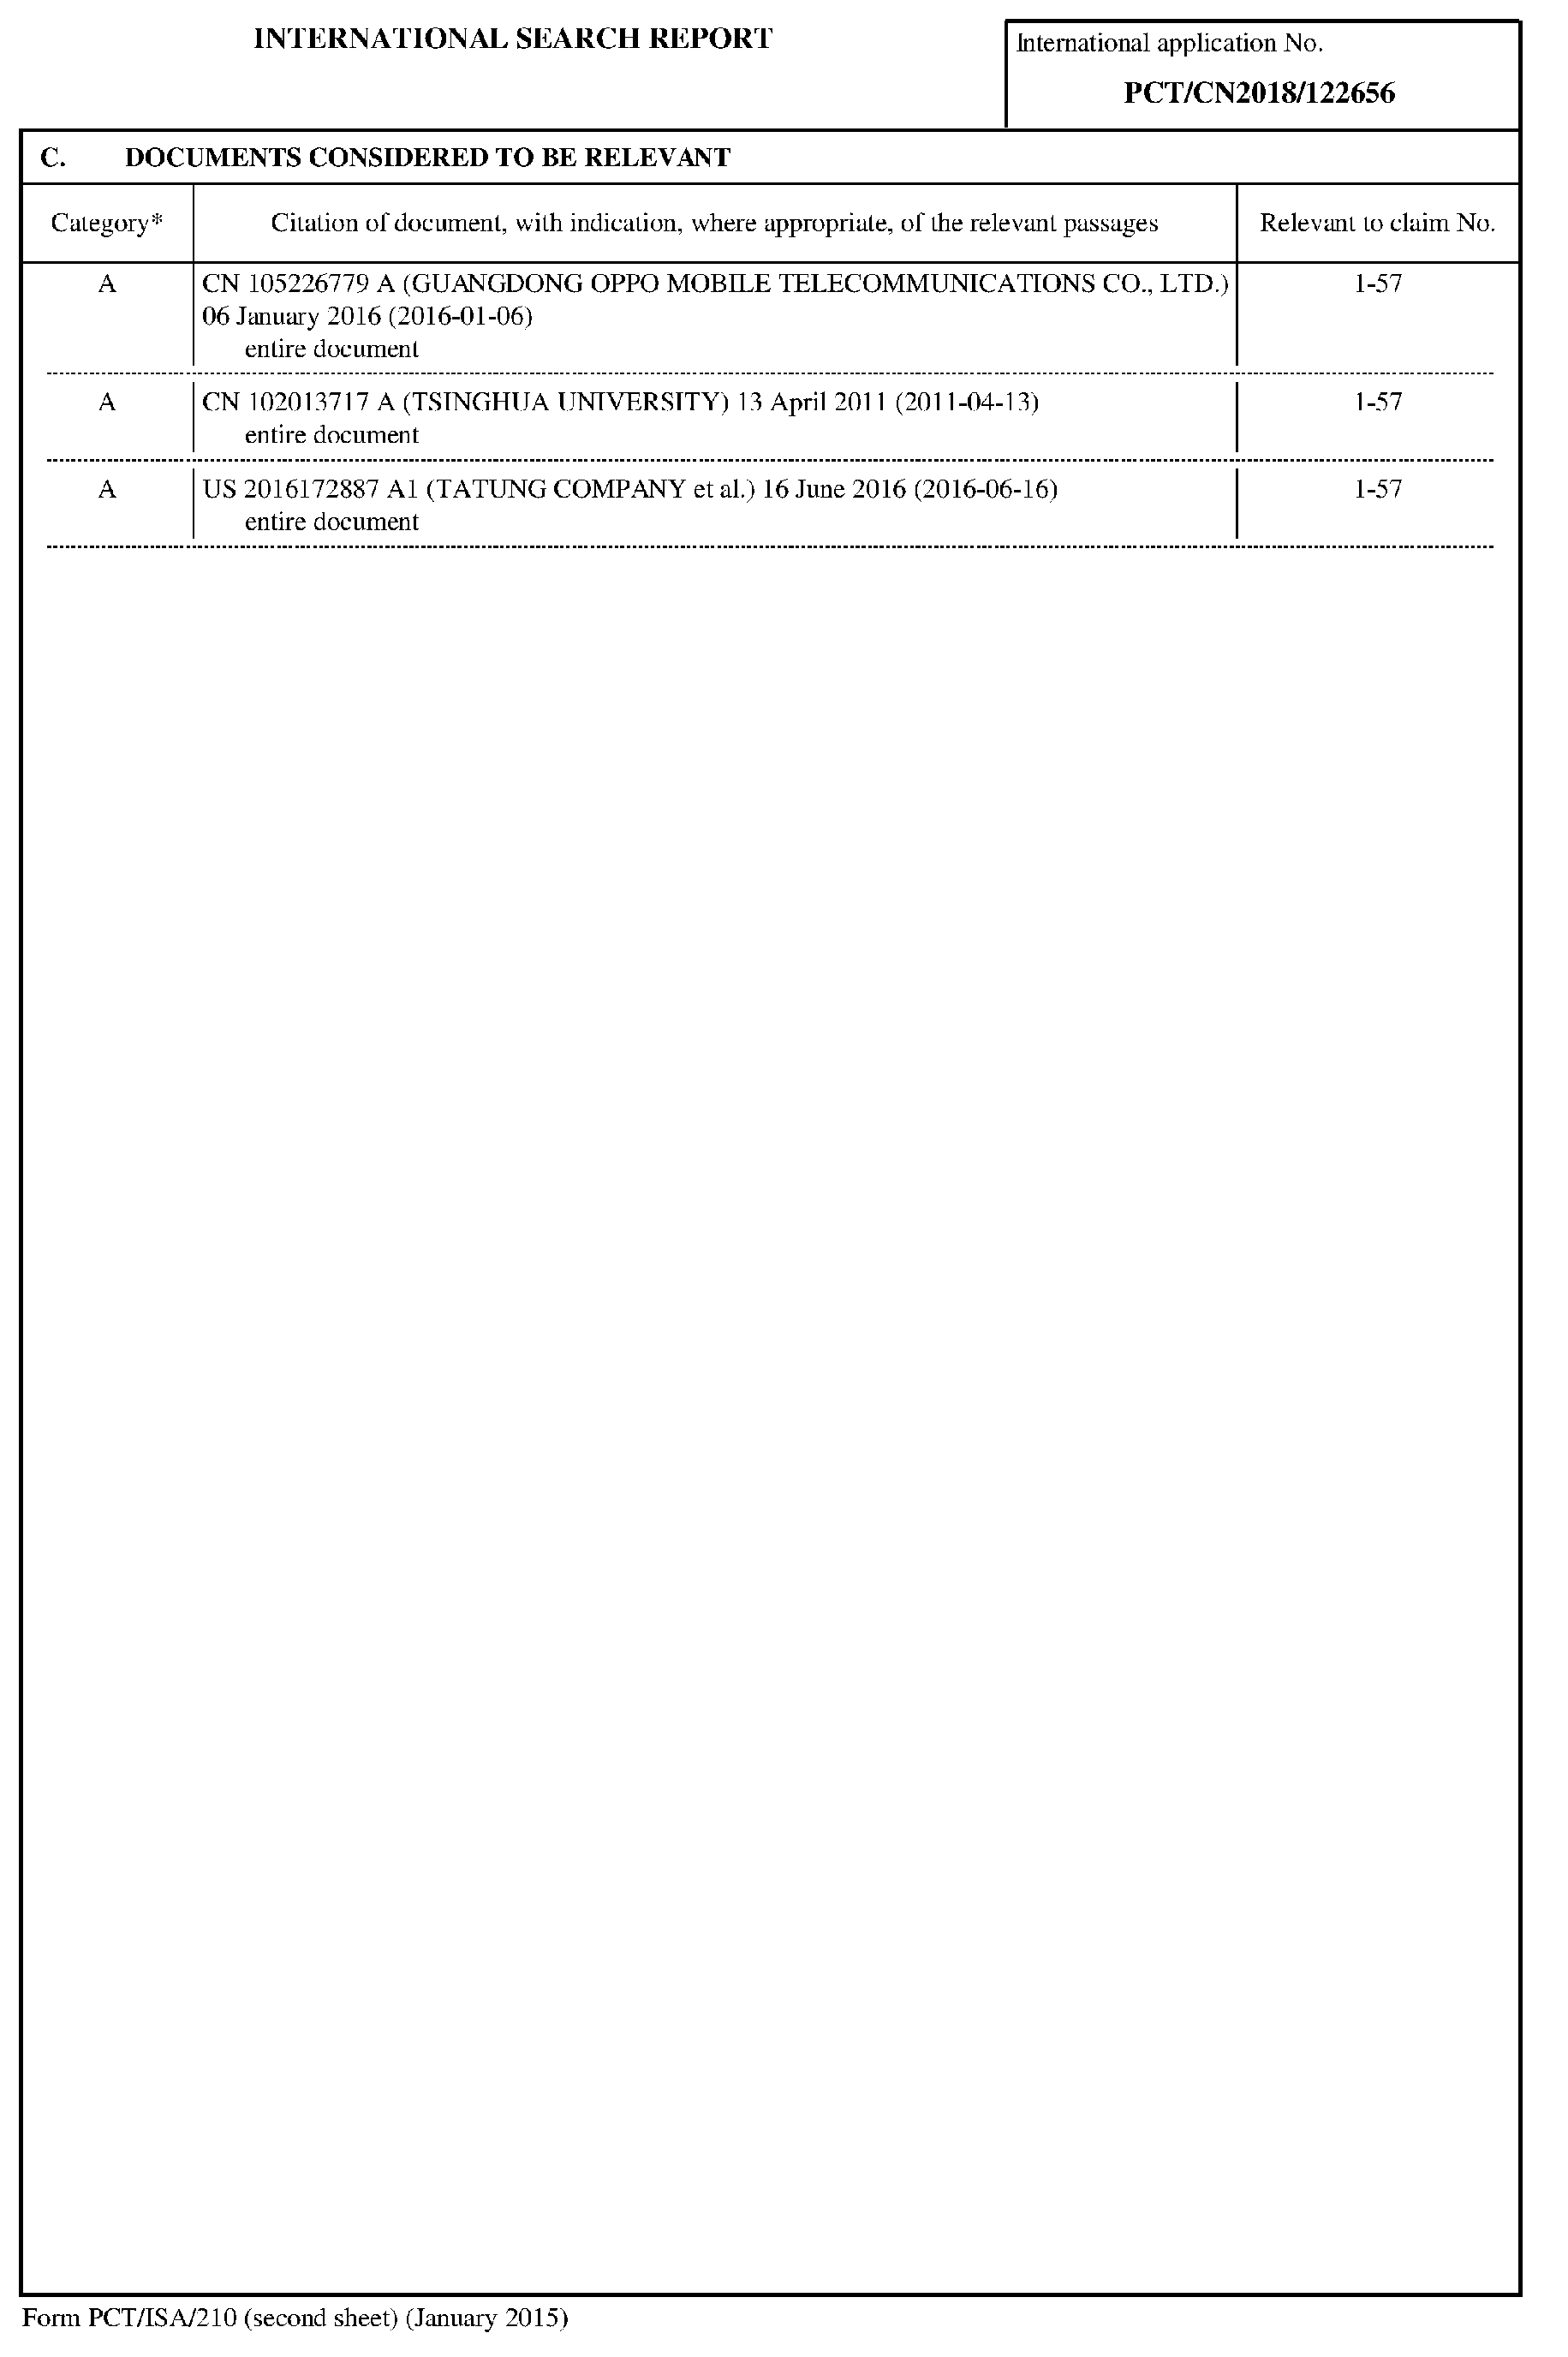 INTERNATIONAL SEARCH REPORT
International application No.
PCT/CN2018/122656
C. DOCUMENTS CONSIDERED TO BE RELEVANT
Category* Citation of document, with indication, where appropriate, of the relevant passages Relevant to claim No.
A CN 105226779 A (GUANGDONG OPPO MOBILE TELECOMMUNICATIONS CO., LTD.) 1-57
06 January 2016 (2016-01-06)
entire document
A CN 102013717 A (TSINGHUA UNIVERSITY) 13 April 2011 (2011-04-13) 1-57
entire document
A US 2016172887 A1 (TATUNG COMPANY et al.) 16 June 2016 (2016-06-16) 1-57
entire document
Form PCT/ISA/210 (second sheet) (January 2015)